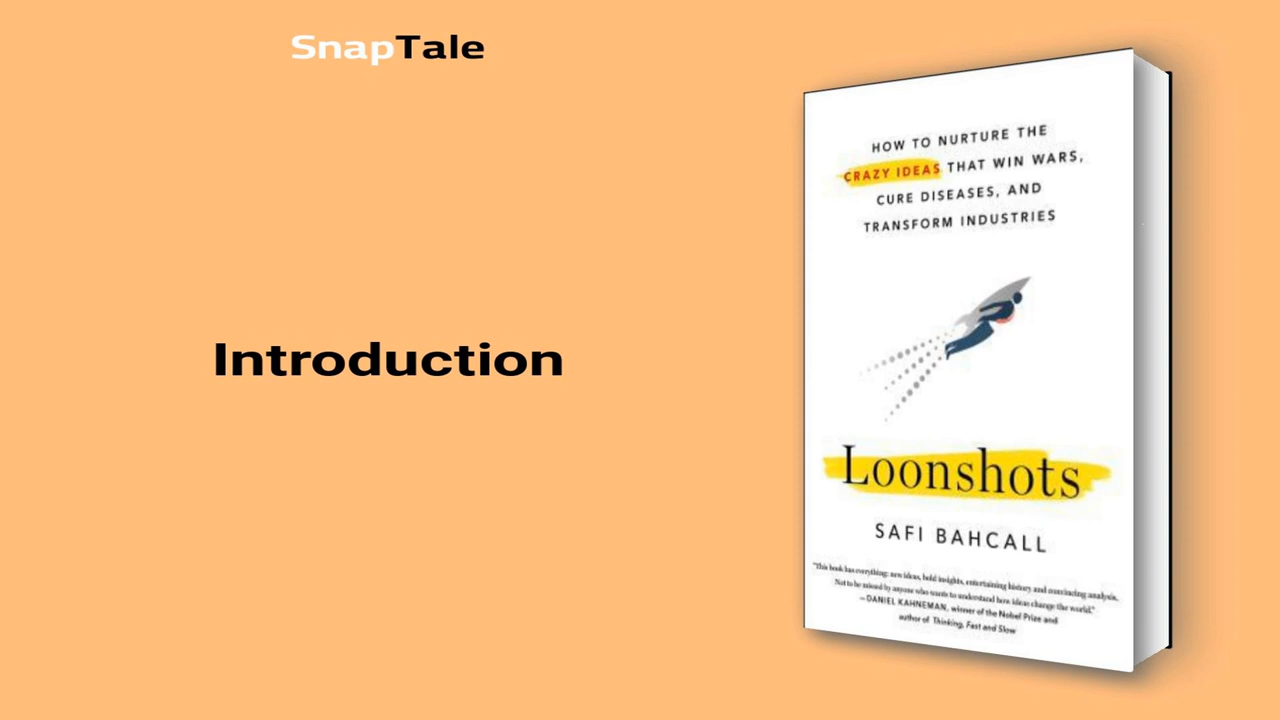 SnapTale
Introduction
HOW TO NURTURE THE
CRAZY IDEAS THAT WIN WARS,
CURE DISEASES, AND
TRANSFORM INDUSTRIES
Loonshots
SAFI BAHCALL
"This book has everything: new ideas, bold insights, entertaining history and convincing analysis.
Not to be missed by anyone who wants to understand how ideas change the world."
—DANIEL KAHNEMAN, winner of the Nobel Prize and
author of Thinking, Fast and Slow